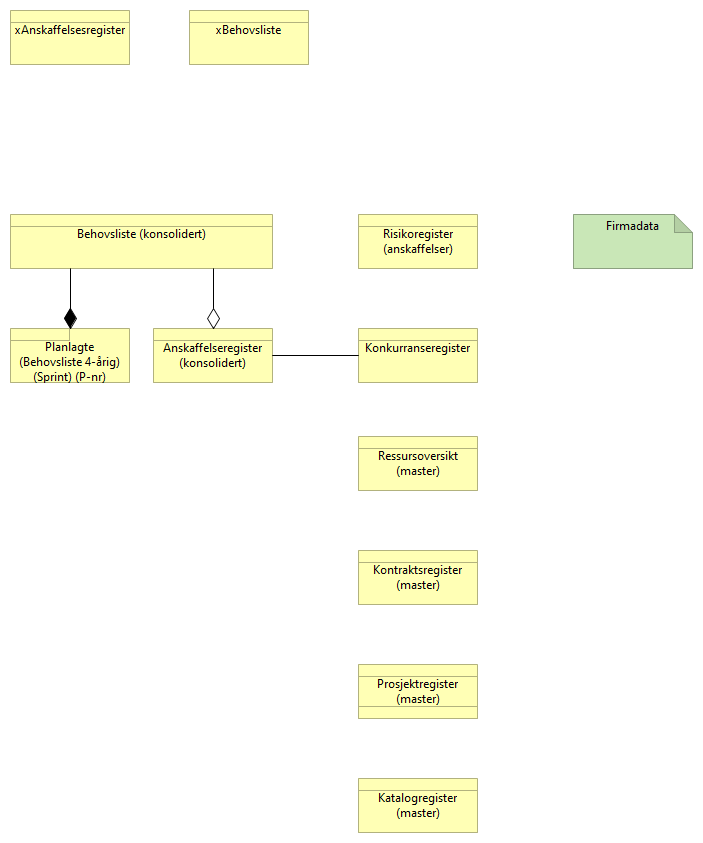 xAnskaffelsesregister
xBehovsliste
Behovsliste (konsolidert)
Risikoregister
(anskaffelser)
Firmadata
Planlagte
(Behovsliste 4-årig)
(Sprint) (P-nr)
Anskaffelseregister
(konsolidert)
Konkurranseregister
Ressursoversikt
(master)
Kontraktsregister
(master)
Prosjektregister
(master)
Katalogregister
(master)